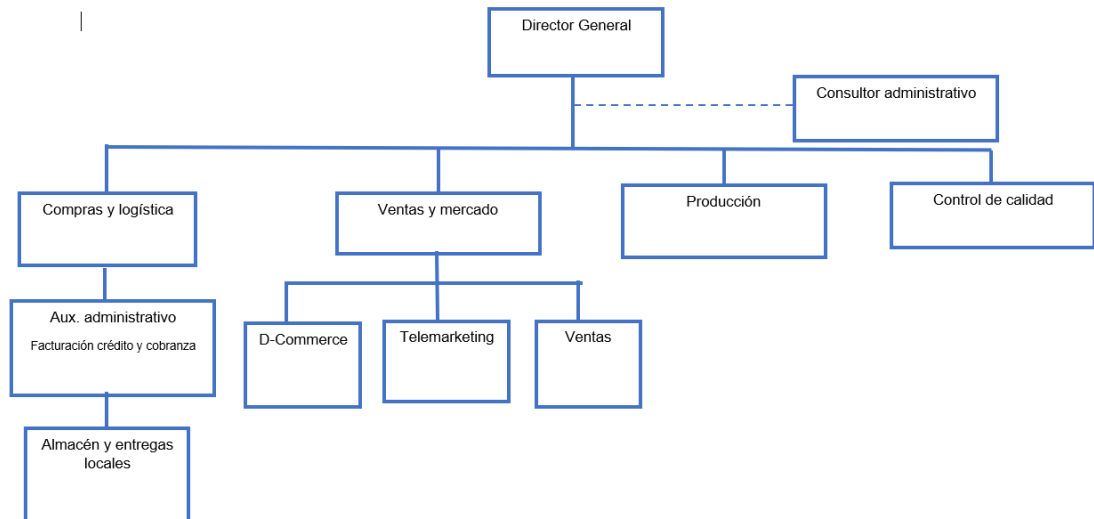 Director General
Consultor administrativo
Compras y logística
Ventas y mercado
Producción
Control de calidad
Aux. administrativo
Facturación crédito y cobranza
D-Commerce
Telemarketing
Ventas
Almacén y entregas
locales